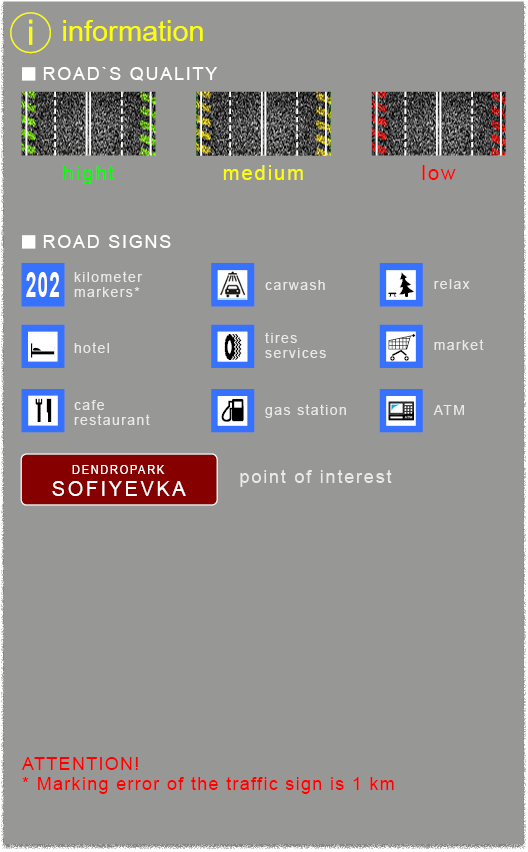 i information
ROAD`S QUALITY
hight medium low
ROAD SIGNS
202 kilometer
markers*
carwash
relax
hotel
tires
services
market
cafe
restaurant
gas station
ATM
DENDROPARK
SOFIYEVKA
point of interest
ATTENTION!
* Marking error of the traffic sign is 1 km